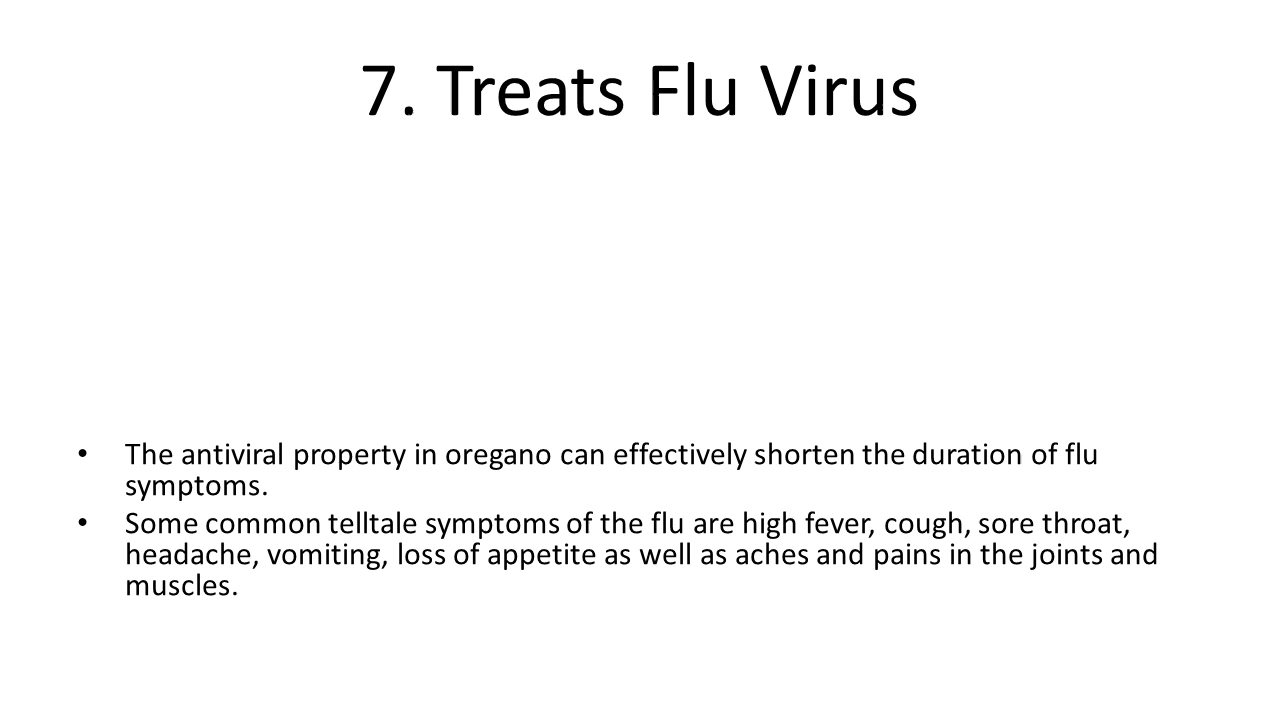 7. Treats Flu Virus
• The antiviral property in oregano can effectively shorten the duration of flu
symptoms.
• Some common telltale symptoms of the flu are high fever, cough, sore throat,
headache, vomiting, loss of appetite as well as aches and pains in the joints and
muscles.